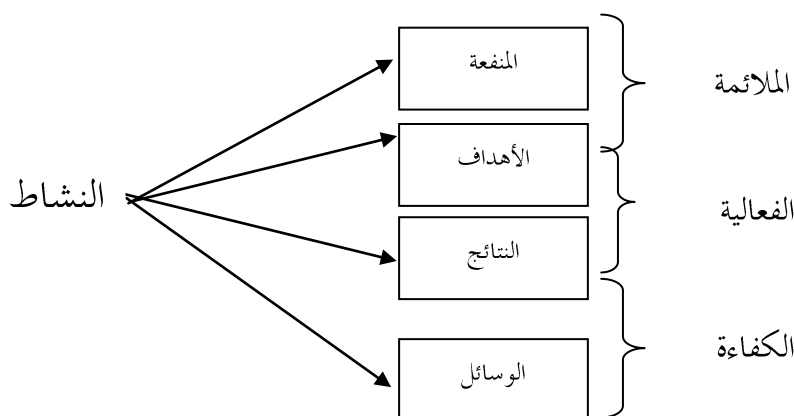 المنفعة
الملائمة
الأهداف
النشاط
الفعالية
النتائج
الكفاءة
الوسائل